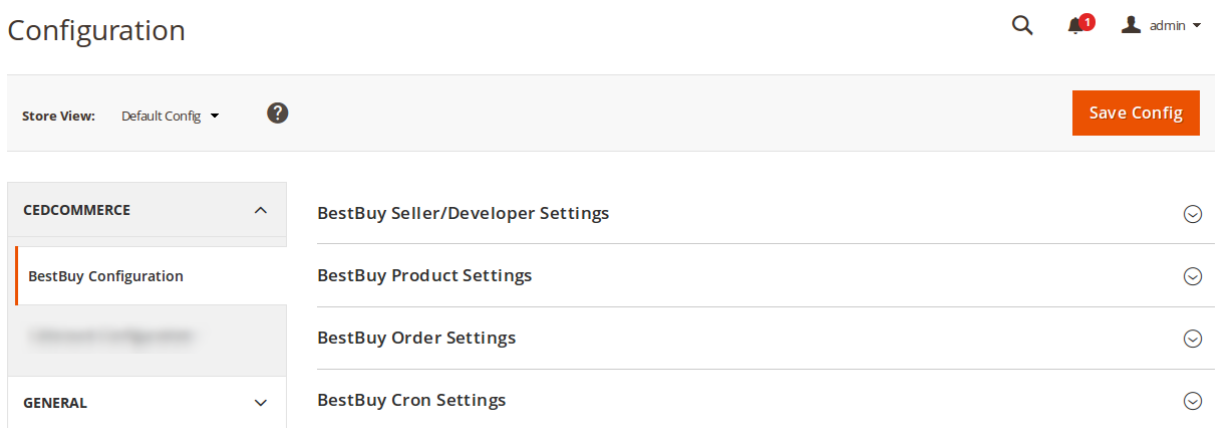 Configuration
1
admin
Store View: Default Config
?
Save Config
CEDCOMMERCE
BestBuy Configuration
GENERAL
BestBuy Seller/Developer Settings
BestBuy Product Settings
BestBuy Order Settings
BestBuy Cron Settings